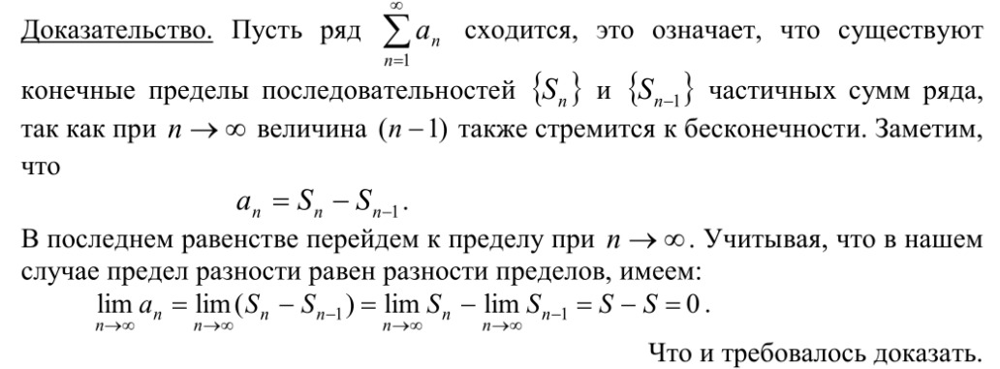 Доказательство. Пусть ряд $\sum_{n=1}^{\infty} a_n$ сходится, это означает, что существуют
конечные пределы последовательностей $\{S_n\}$ и $\{S_{n-1}\}$ частичных сумм ряда,
так как при $n \to \infty$ величина $(n-1)$ также стремится к бесконечности. Заметим,
что
$a_n = S_n - S_{n-1}.$
В последнем равенстве перейдем к пределу при $n \to \infty$. Учитывая, что в нашем
случае предел разности равен разности пределов, имеем:
$\lim_{n \to \infty} a_n = \lim_{n \to \infty} (S_n - S_{n-1}) = \lim_{n \to \infty} S_n - \lim_{n \to \infty} S_{n-1} = S - S = 0.$
Что и требовалось доказать.